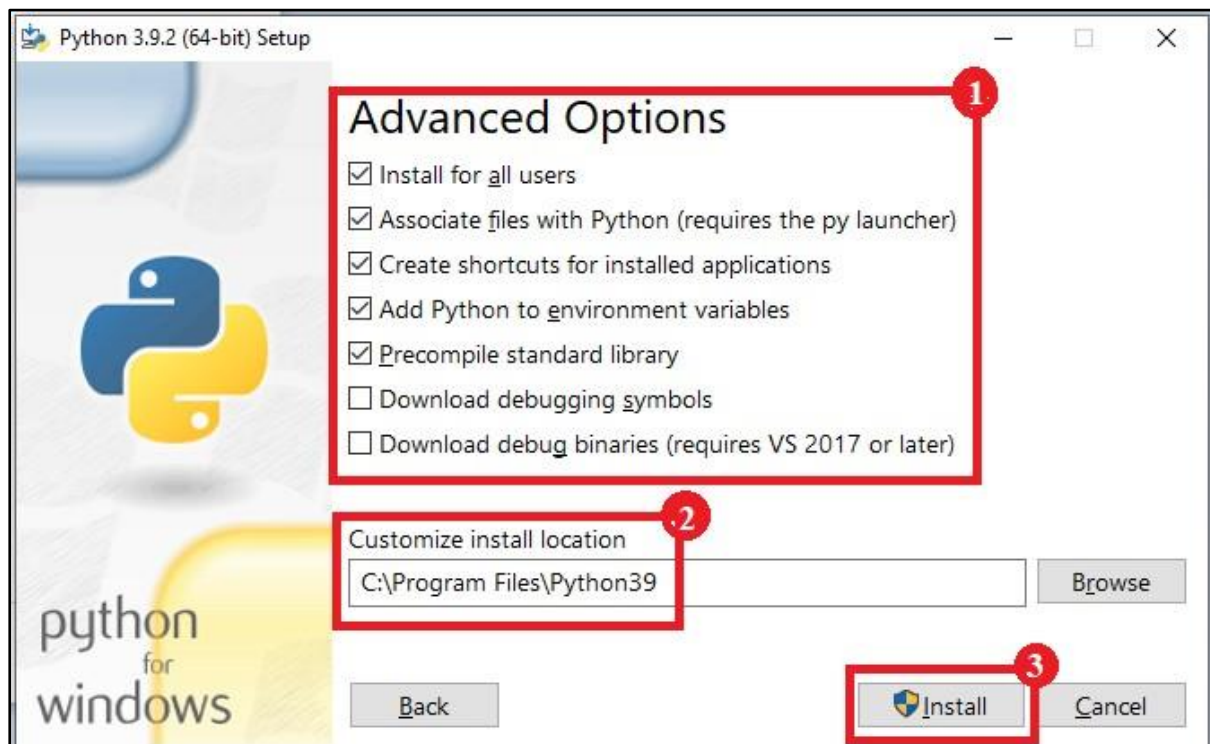 Python 3.9.2 (64-bit) Setup
1
Advanced Options
Install for all users
Associate files with Python (requires the py launcher)
Create shortcuts for installed applications
Add Python to environment variables
Precompile standard library
Download debugging symbols
Download debug binaries (requires VS 2017 or later)
2
Customize install location
C:\Program Files\Python39
Browse
python
for
windows
3
Back
Install
Cancel